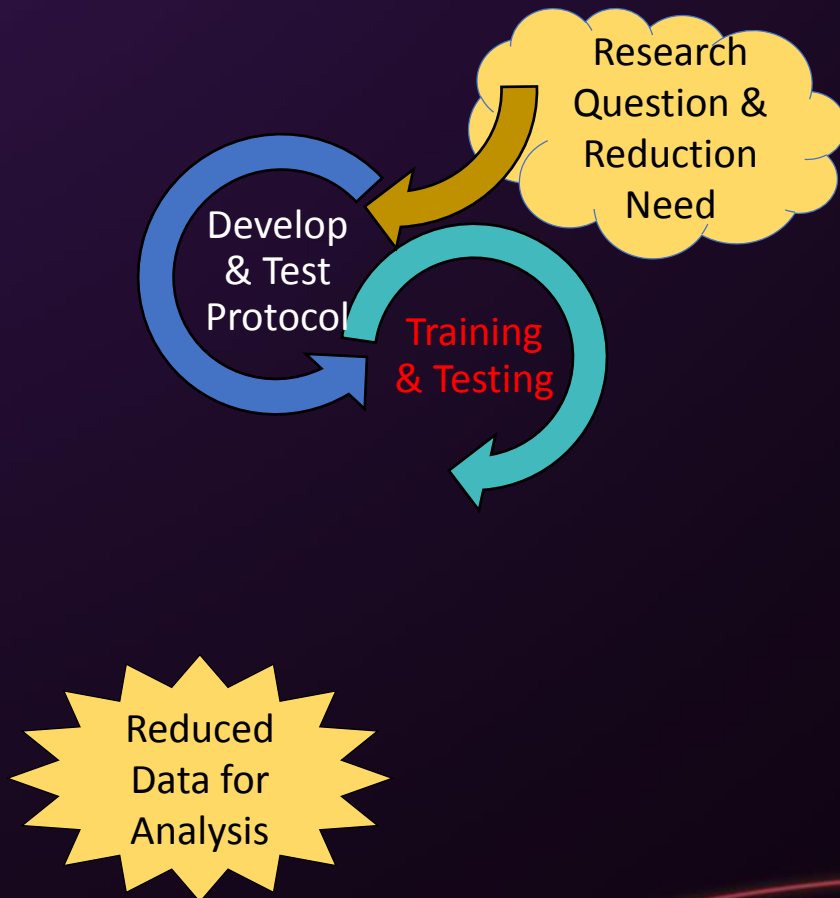 Research
Question &
Reduction
Need
Develop
& Test
Protocol
Training
& Testing
Reduced
Data for
Analysis